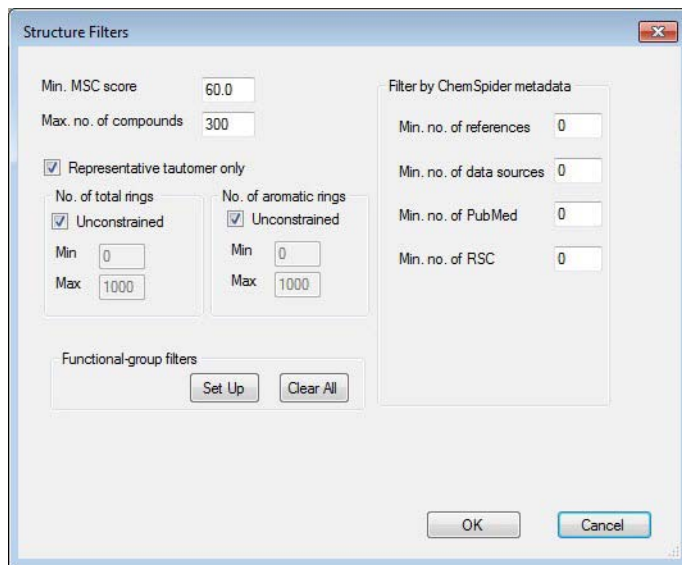 Structure Filters
Min. MSC score 60.0
Max. no. of compounds 300
Representative tautomer only
No. of total rings
Unconstrained
Min 0
Max 1000
No. of aromatic rings
Unconstrained
Min 0
Max 1000
Functional-group filters
Set Up Clear All
Filter by ChemSpider metadata
Min. no. of references 0
Min. no. of data sources 0
Min. no. of PubMed 0
Min. no. of RSC 0
OK Cancel